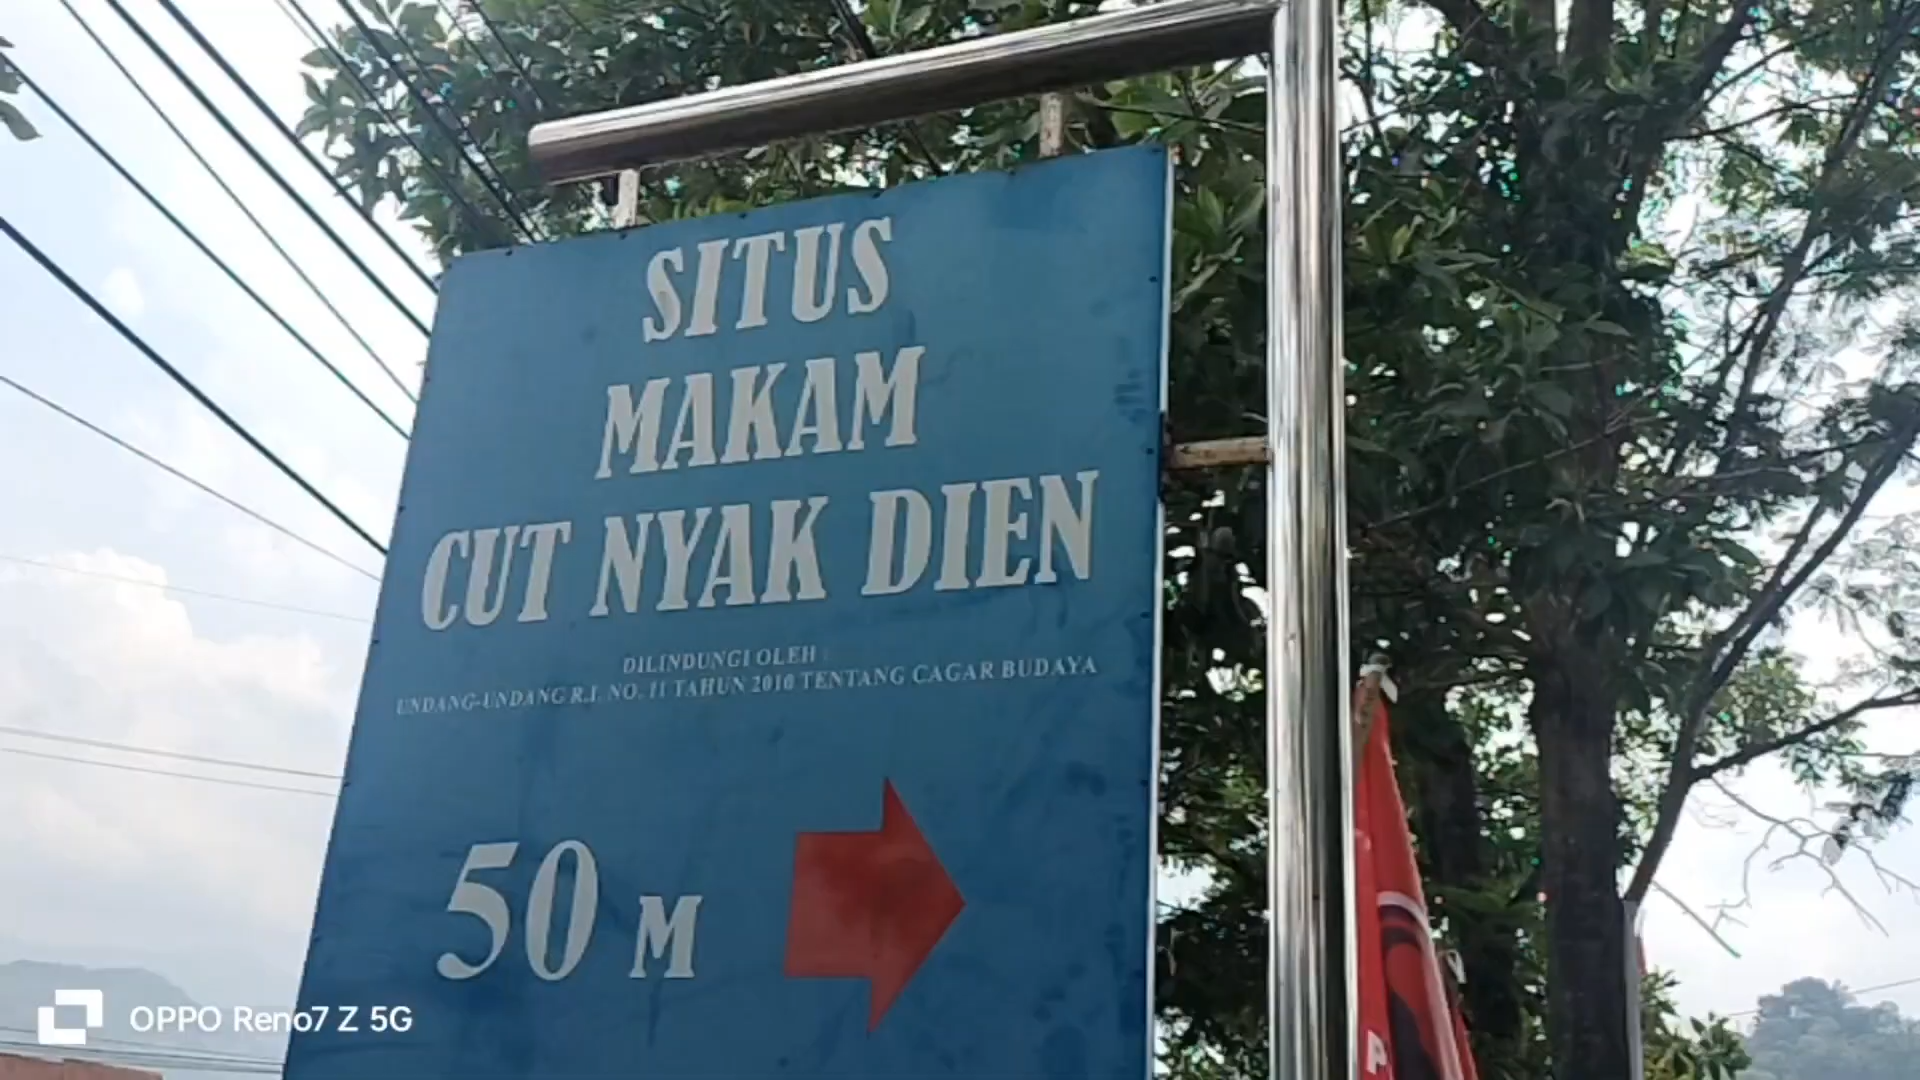 SITUS
MAKAM
CUT NYAK DIEN
DILINDUNGI OLEH :
UNDANG-UNDANG R.I. NO. 11 TAHUN 2010 TENTANG CAGAR BUDAYA
50 M
P
OPPO Reno7 Z 5G